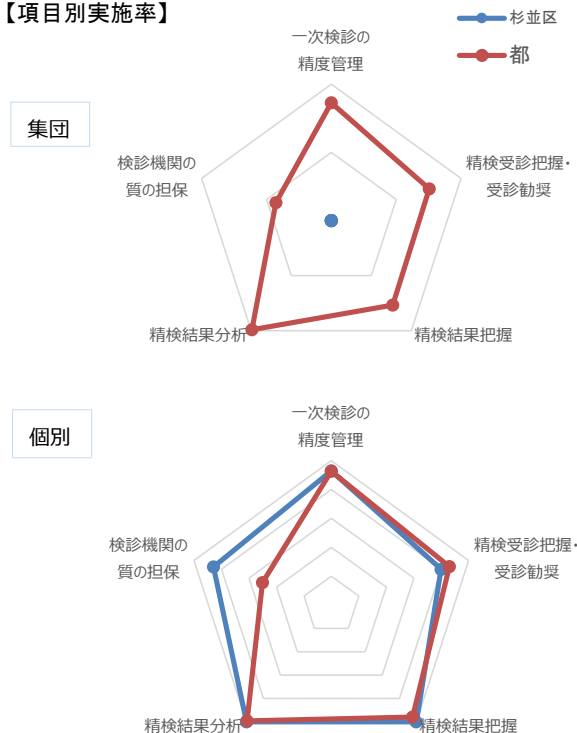 【項目別実施率】
杉並区
都
集団
一次検診の
精度管理
精検受診把握・
受診勧奨
精検結果把握
精検結果分析
検診機関の
質の担保
個別
一次検診の
精度管理
精検受診把握・
受診勧奨
精検結果把握
精検結果分析
検診機関の
質の担保